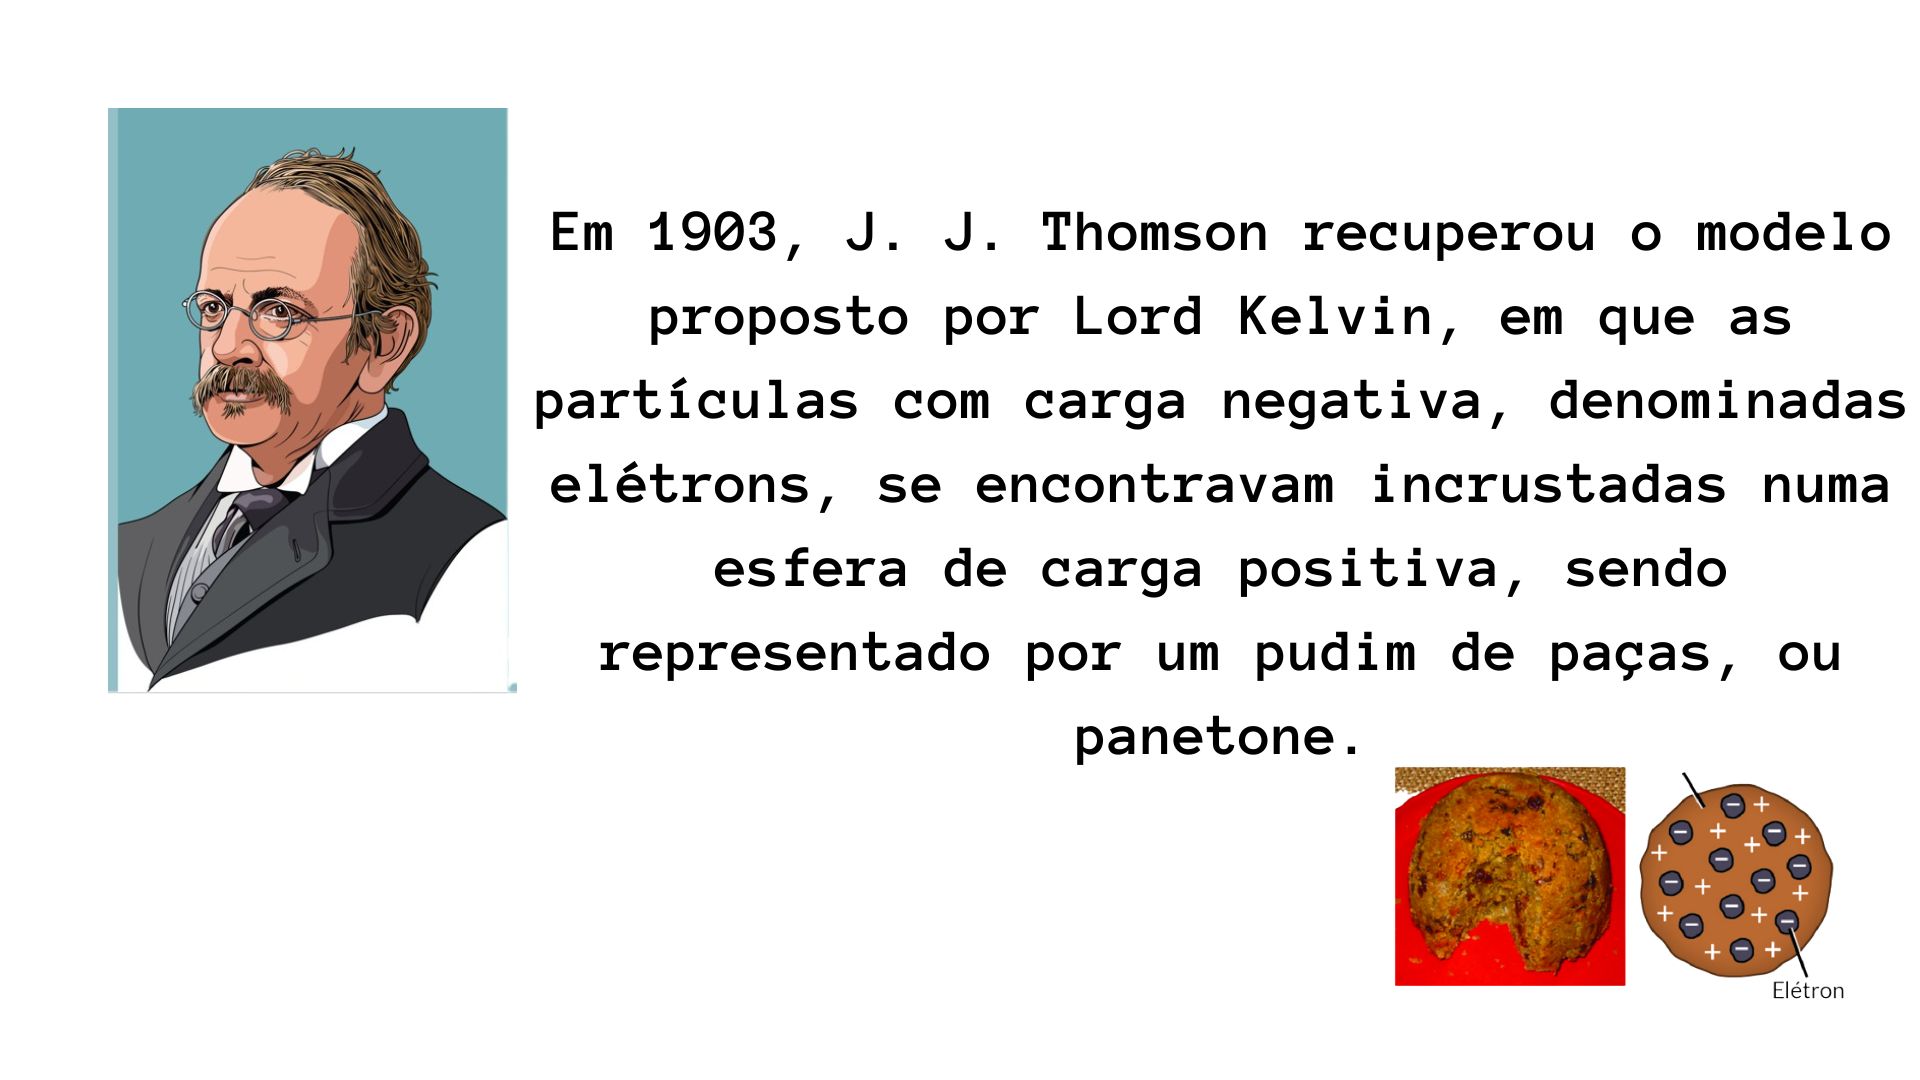 Em 1903, J. J. Thomson recuperou o modelo
proposto por Lord Kelvin, em que as
partículas com carga negativa, denominadas
elétrons, se encontravam incrustadas numa
esfera de carga positiva, sendo
representado por um pudim de paças, ou
panetone.
Elétron